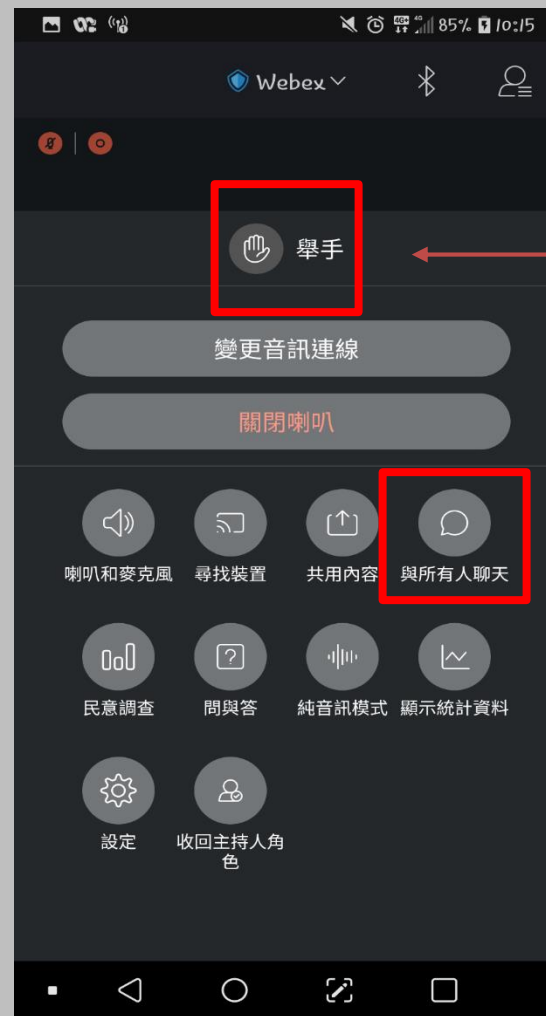 85% 10:15
Webex
舉手
變更音訊連線
關閉喇叭
喇叭和麥克風 尋找裝置 共用內容 與所有人聊天
民意調查 問與答 純音訊模式 顯示統計資料
設定 收回主持人角
色